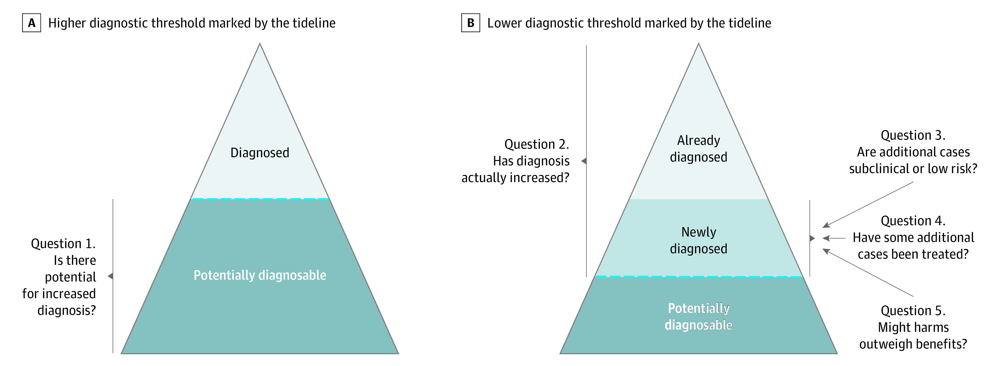 A Higher diagnostic threshold marked by the tideline
Diagnosed
Potentially diagnosable
Question 1.
Is there
potential
for increased
diagnosis?
B Lower diagnostic threshold marked by the tideline
Question 2.
Has diagnosis
actually increased?
Already
diagnosed
Newly
diagnosed
Potentially
diagnosable
Question 3.
Are additional cases
subclinical or low risk?
Question 4.
Have some additional
cases been treated?
Question 5.
Might harms
outweigh benefits?